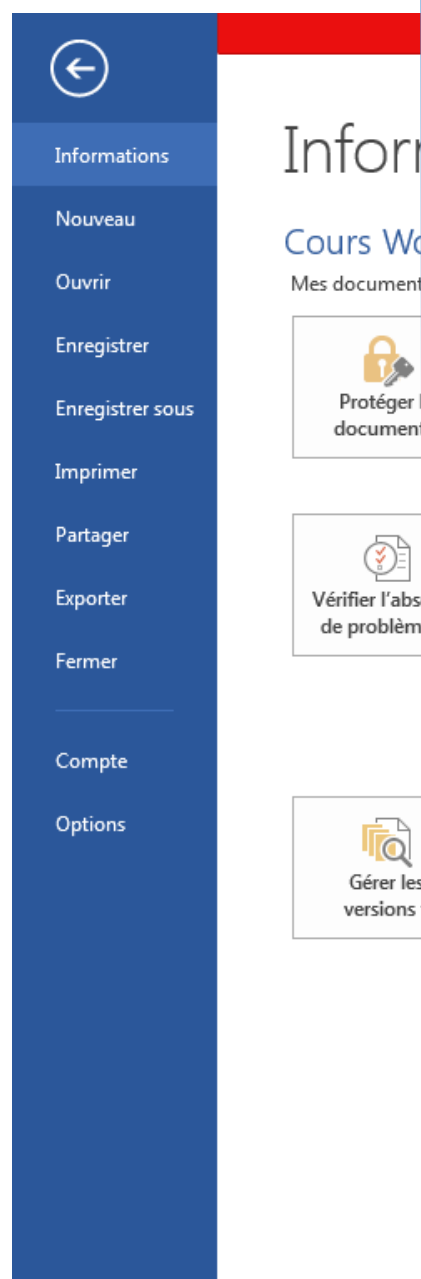 Informations
Nouveau
Ouvrir
Enregistrer
Enregistrer sous
Imprimer
Partager
Exporter
Fermer
Compte
Options
Infor
Cours Wo
Mes document
Protéger l
document
Vérifier l'abs
de problèm
Gérer les
versions